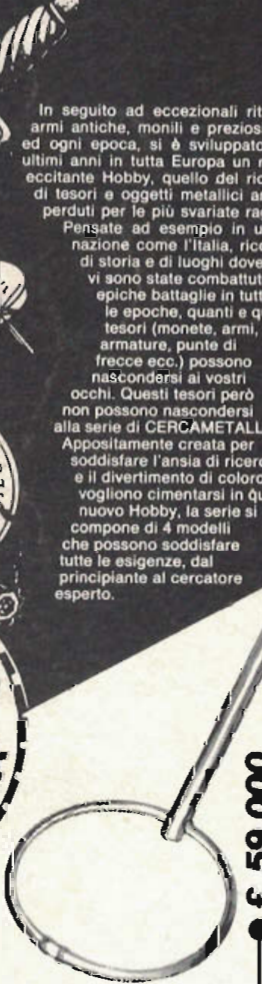 In seguito ad eccezionali rit
armi antiche, monili e prezios
ed ogni epoca, si è sviluppato
ultimi anni in tutta Europa un n
eccitante Hobby, quello del ric
di tesori e oggetti metallici an
perduti per le più svariate rag
Pensate ad esempio in u
nazione come l'Italia, ricc
di storia e di luoghi dove
vi sono state combattut
epiche battaglie in tutt
le epoche, quanti e qu
tesori (monete, armi,
armature, punte di
frecce ecc.) possono
nascondersi ai vostri
occhi. Questi tesori però
non possono nascondersi
alla serie di CERCAMETALL
Appositamente creata per
soddisfare l'ansia di ricerc
e il divertimento di coloro
vogliono cimentarsi in qu
nuovo Hobby, la serie si
compone di 4 modelli
che possono soddisfare
tutte le esigenze, dal
principiante al cercatore
esperto.
£ 59.000